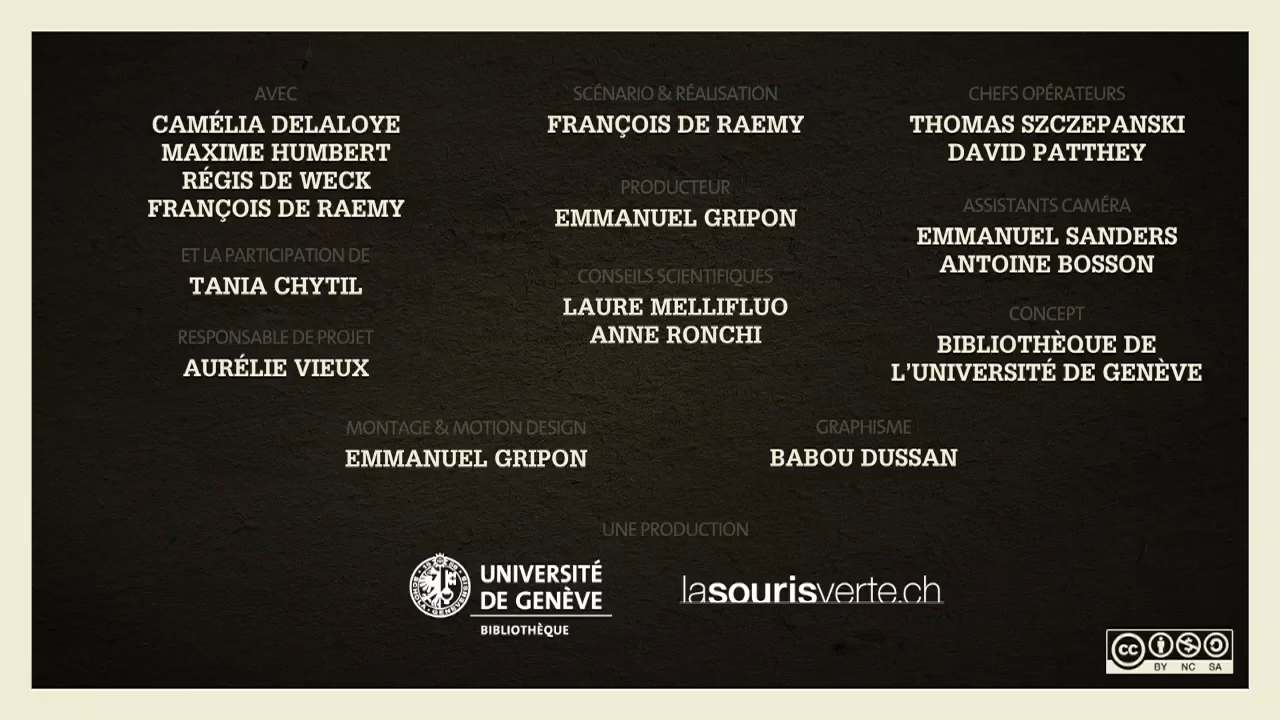 AVEC
CAMÉLIA DELALOYE
MAXIME HUMBERT
RÉGIS DE WECK
FRANÇOIS DE RAEMY
ET LA PARTICIPATION DE
TANIA CHYTIL
RESPONSABLE DE PROJET
AURÉLIE VIEUX
SCÉNARIO & RÉALISATION
FRANÇOIS DE RAEMY
PRODUCTEUR
EMMANUEL GRIPON
CONSEILS SCIENTIFIQUES
LAURE MELLIFLUO
ANNE RONCHI
CHEFS OPÉRATEURS
THOMAS SZCZEPANSKI
DAVID PATTHEY
ASSISTANTS CAMÉRA
EMMANUEL SANDERS
ANTOINE BOSSON
CONCEPT
BIBLIOTHÈQUE DE
L'UNIVERSITÉ DE GENÈVE
MONTAGE & MOTION DESIGN
EMMANUEL GRIPON
GRAPHISME
BABOU DUSSAN
UNE PRODUCTION
UNIVERSITÉ
DE GENÈVE
BIBLIOTHÈQUE
lasourisverte.ch
cc
BY NC SA